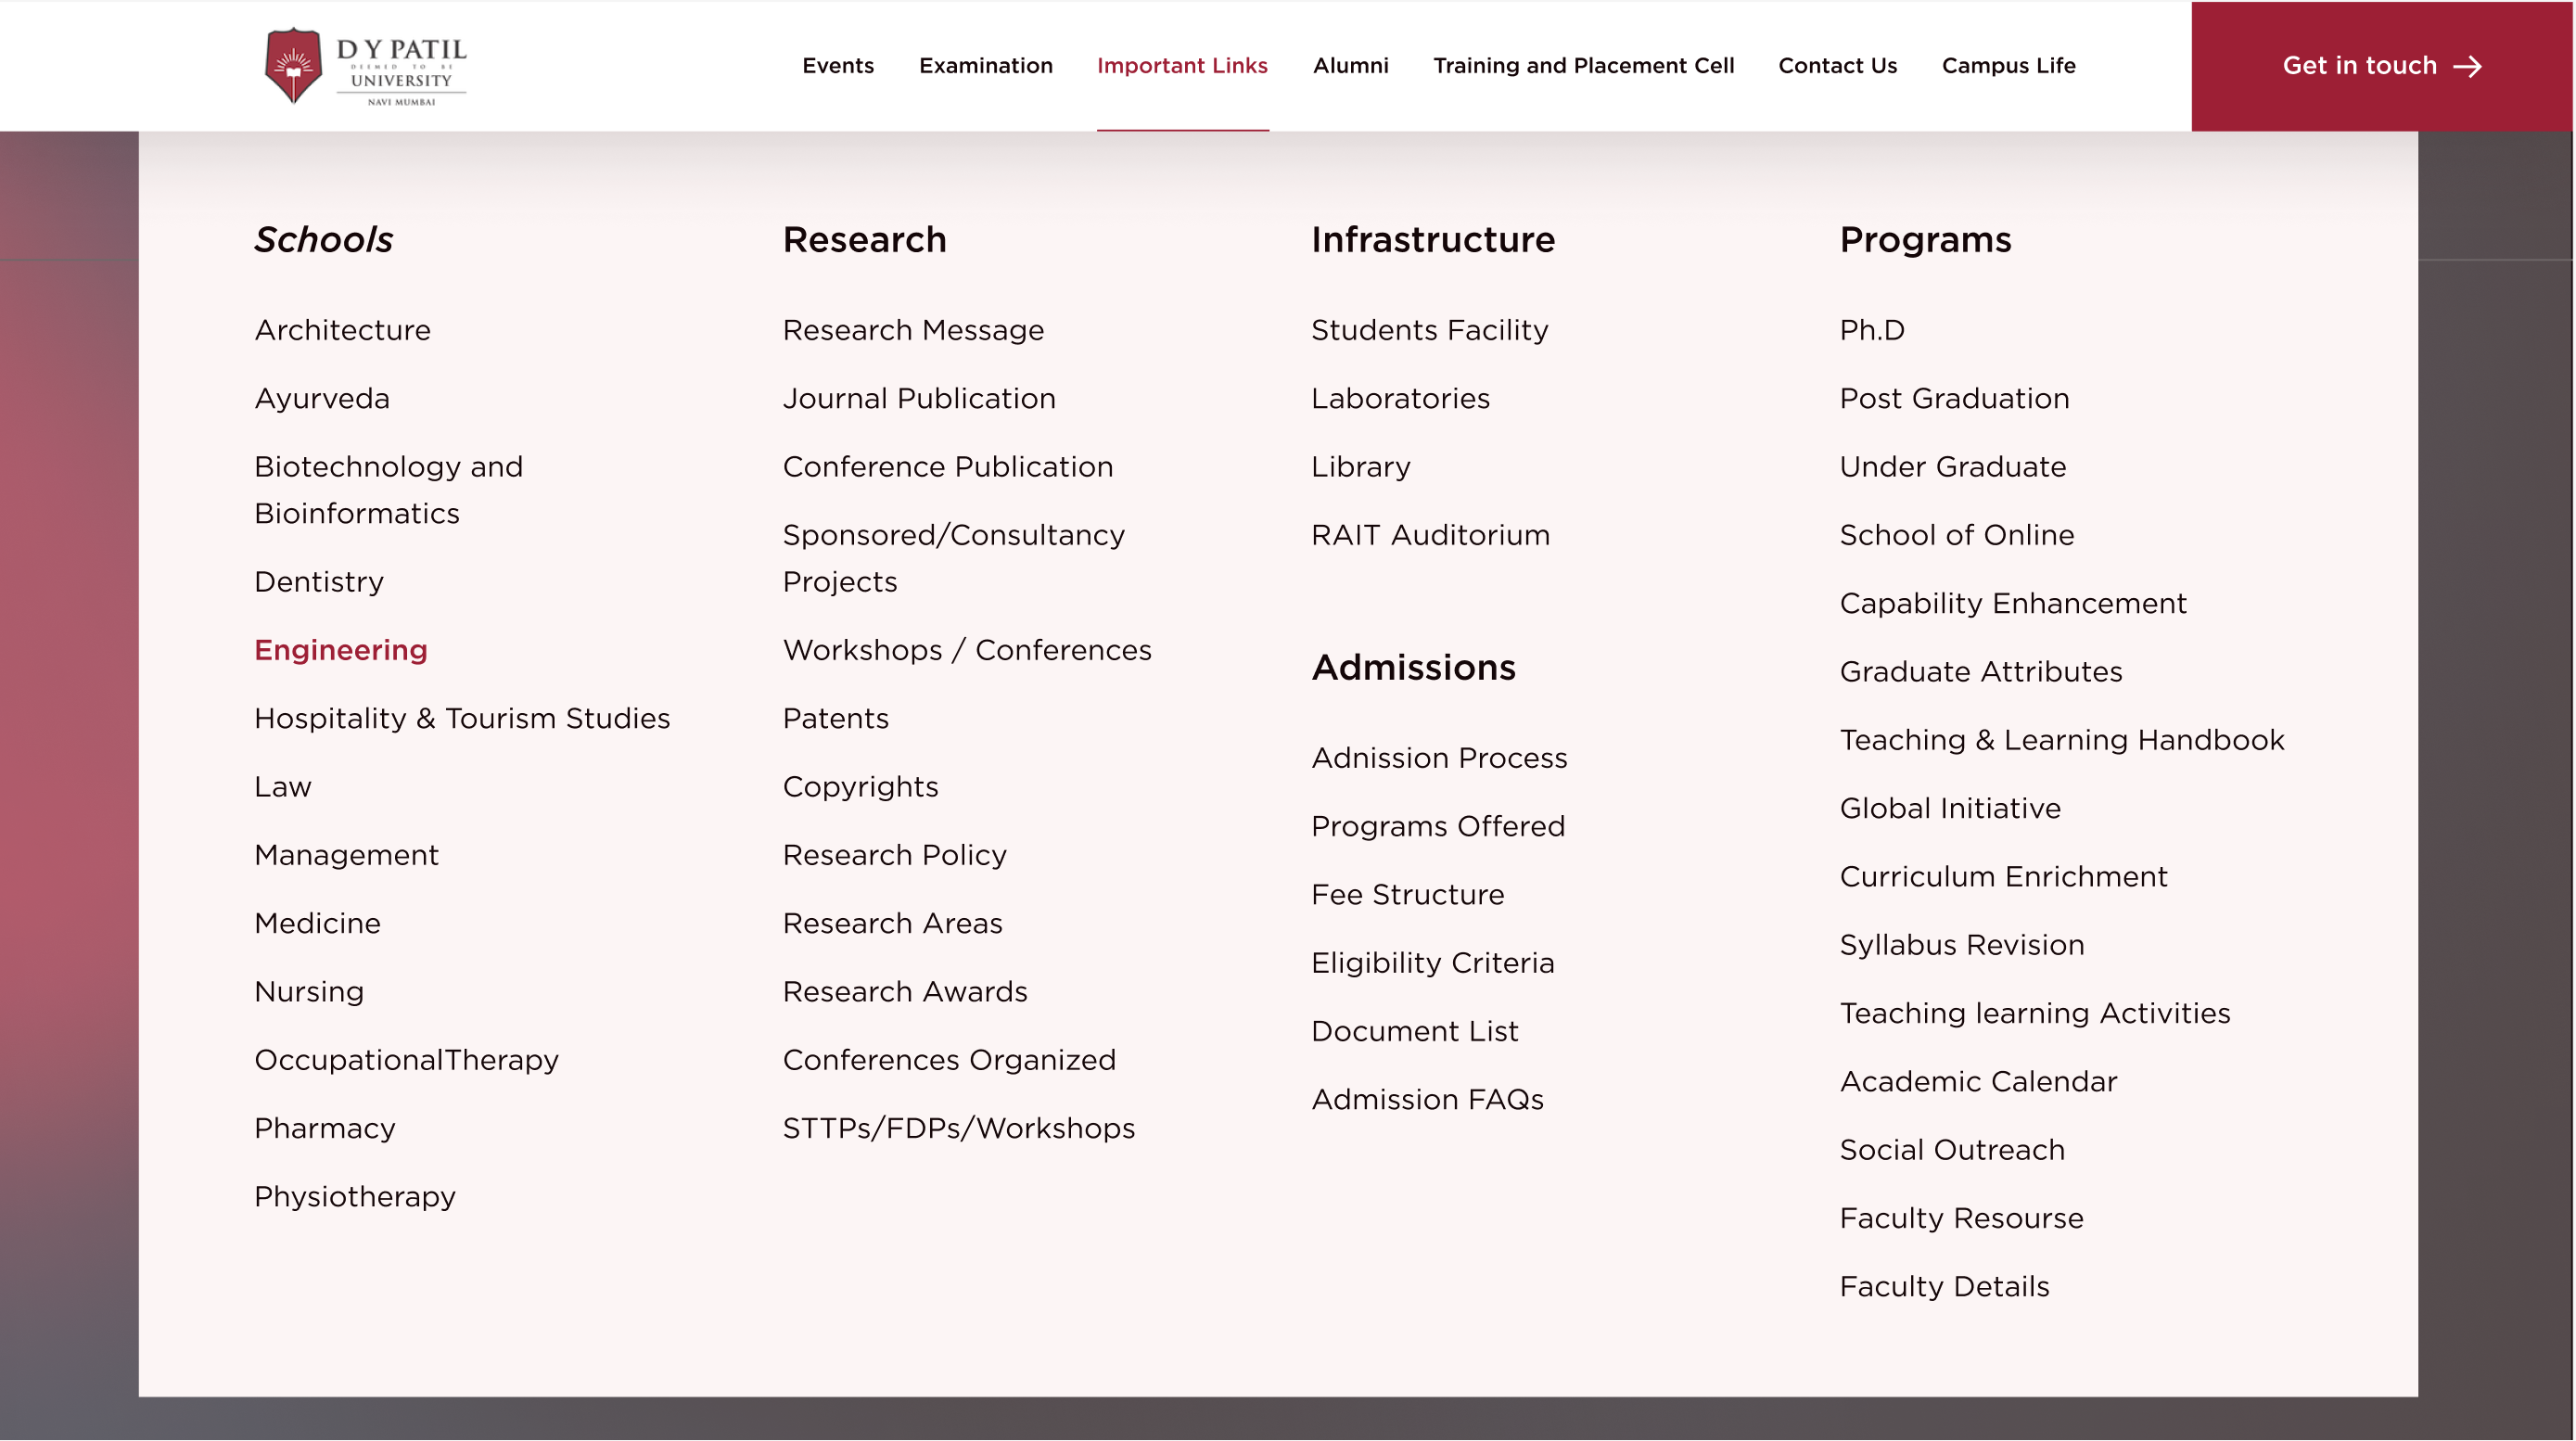 D Y PATIL
DEEMED TO BE
UNIVERSITY
NAVI MUMBAI
Events
Examination
Important Links
Alumni
Training and Placement Cell
Contact Us
Campus Life
Get in touch →
Schools
Architecture
Ayurveda
Biotechnology and
Bioinformatics
Dentistry
Engineering
Hospitality & Tourism Studies
Law
Management
Medicine
Nursing
OccupationalTherapy
Pharmacy
Physiotherapy
Research
Research Message
Journal Publication
Conference Publication
Sponsored/Consultancy
Projects
Workshops / Conferences
Patents
Copyrights
Research Policy
Research Areas
Research Awards
Conferences Organized
STTPs/FDPs/Workshops
Infrastructure
Students Facility
Laboratories
Library
RAIT Auditorium
Admissions
Adnission Process
Programs Offered
Fee Structure
Eligibility Criteria
Document List
Admission FAQs
Programs
Ph.D
Post Graduation
Under Graduate
School of Online
Capability Enhancement
Graduate Attributes
Teaching & Learning Handbook
Global Initiative
Curriculum Enrichment
Syllabus Revision
Teaching learning Activities
Academic Calendar
Social Outreach
Faculty Resourse
Faculty Details